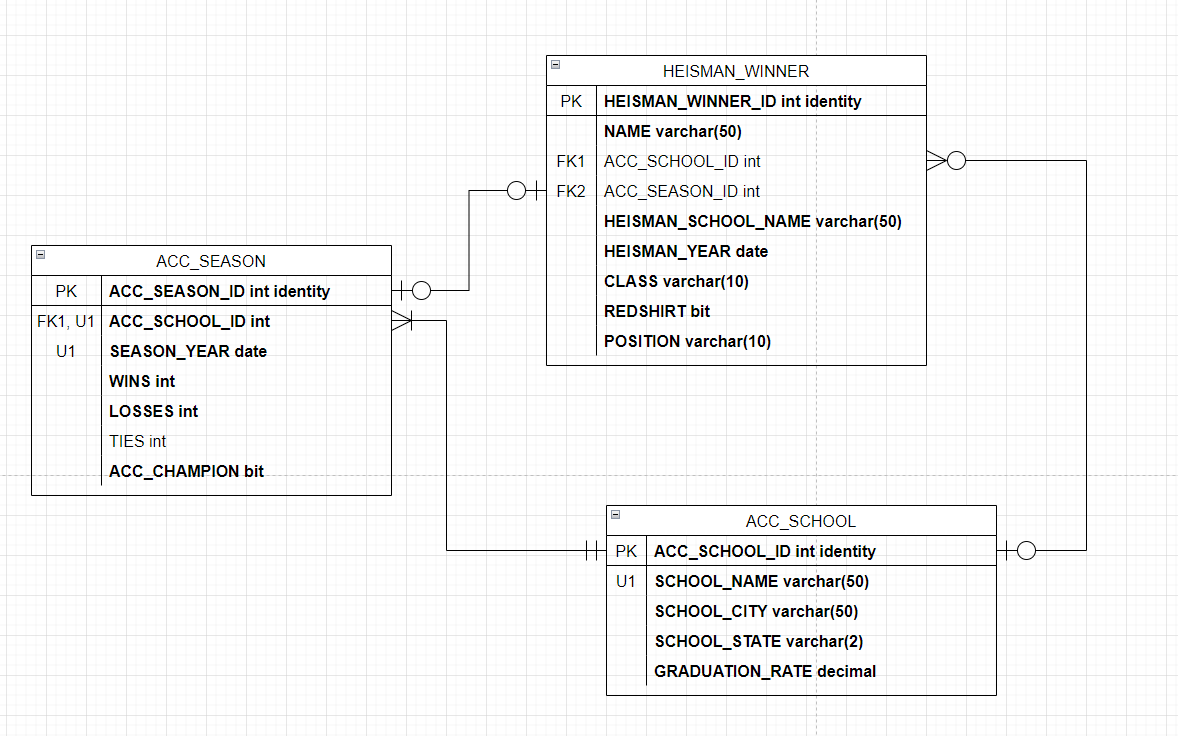 HEISMAN_WINNER
PK HEISMAN_WINNER_ID int identity
NAME varchar(50)
FK1 ACC_SCHOOL_ID int
FK2 ACC_SEASON_ID int
HEISMAN_SCHOOL_NAME varchar(50)
HEISMAN_YEAR date
CLASS varchar(10)
REDSHIRT bit
POSITION varchar(10)
ACC_SEASON
PK ACC_SEASON_ID int identity
FK1, U1 ACC_SCHOOL_ID int
U1 SEASON_YEAR date
WINS int
LOSSES int
TIES int
ACC_CHAMPION bit
ACC_SCHOOL
PK ACC_SCHOOL_ID int identity
U1 SCHOOL_NAME varchar(50)
SCHOOL_CITY varchar(50)
SCHOOL_STATE varchar(2)
GRADUATION_RATE decimal